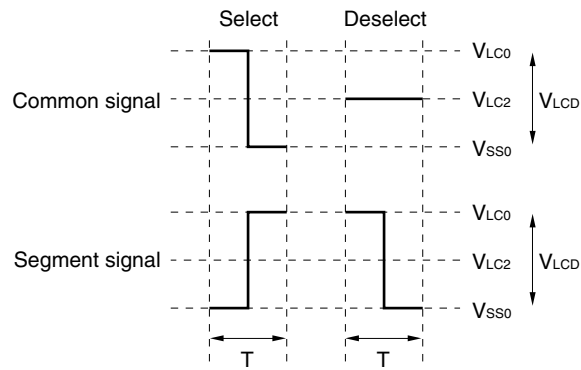 Select Deselect
VLC0
Common signal VLC2 VLCD
VSS0
VLC0
Segment signal VLC2 VLCD
VSS0
T T